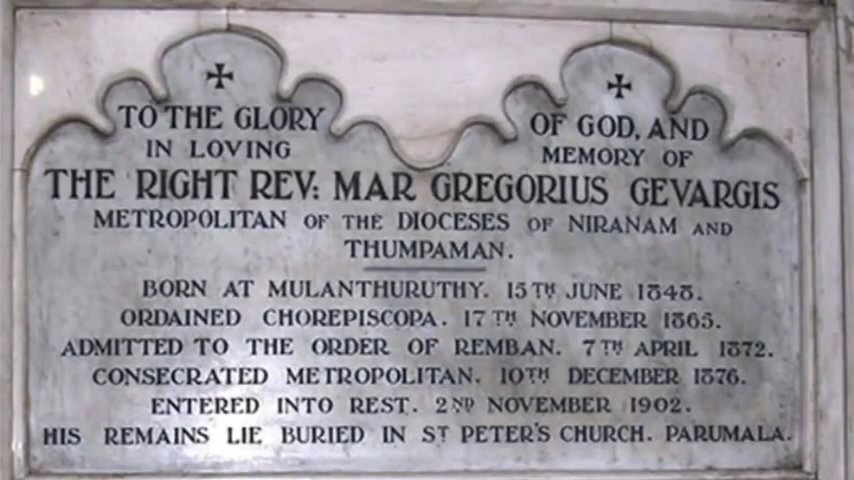 TO THE GLORY OF GOD, AND
IN LOVING MEMORY OF
THE RIGHT REV: MAR GREGORIUS GEVARGIS
METROPOLITAN OF THE DIOCESES OF NIRANAM AND
THUMPAMAN.
BORN AT MULANTHURUTHY. 15TH JUNE 1848.
ORDAINED CHOREPISCOPA. 17TH NOVEMBER 1865.
ADMITTED TO THE ORDER OF REMBAN. 7TH APRIL 1872.
CONSECRATED METROPOLITAN. 10TH DECEMBER 1876.
ENTERED INTO REST. 2ND NOVEMBER 1902.
HIS REMAINS LIE BURIED IN ST PETER'S CHURCH. PARUMALA.